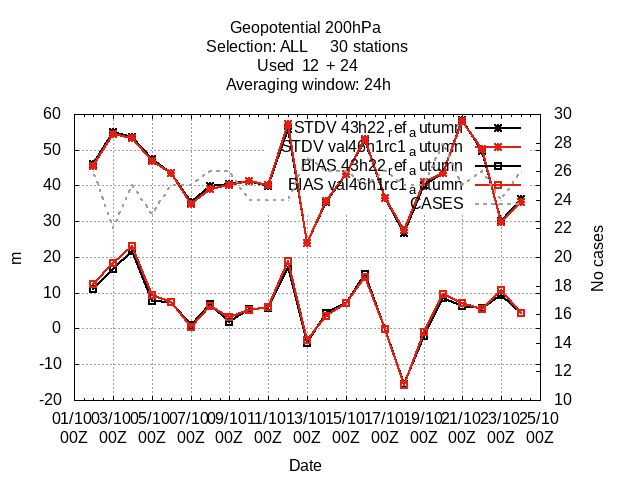 Geopotential 200hPa
Selection: ALL 30 stations
Used 12 + 24
Averaging window: 24h
60 30
STDV 43h22_ref_autumn
50 28
STDV val46h1rc1_autumn
BIAS 43h22_ref_autumn
40 26
BIAS val46h1rc1_autumn
CASES
30 24
22
20 20
10 18
16
0 14
-10 12
-20 10
m
No cases
01/10 03/10 05/10 07/10 09/10 11/10 13/10 15/10 17/10 19/10 21/10 23/10 25/10
00Z 00Z 00Z 00Z 00Z 00Z 00Z 00Z 00Z 00Z 00Z 00Z 00Z
Date